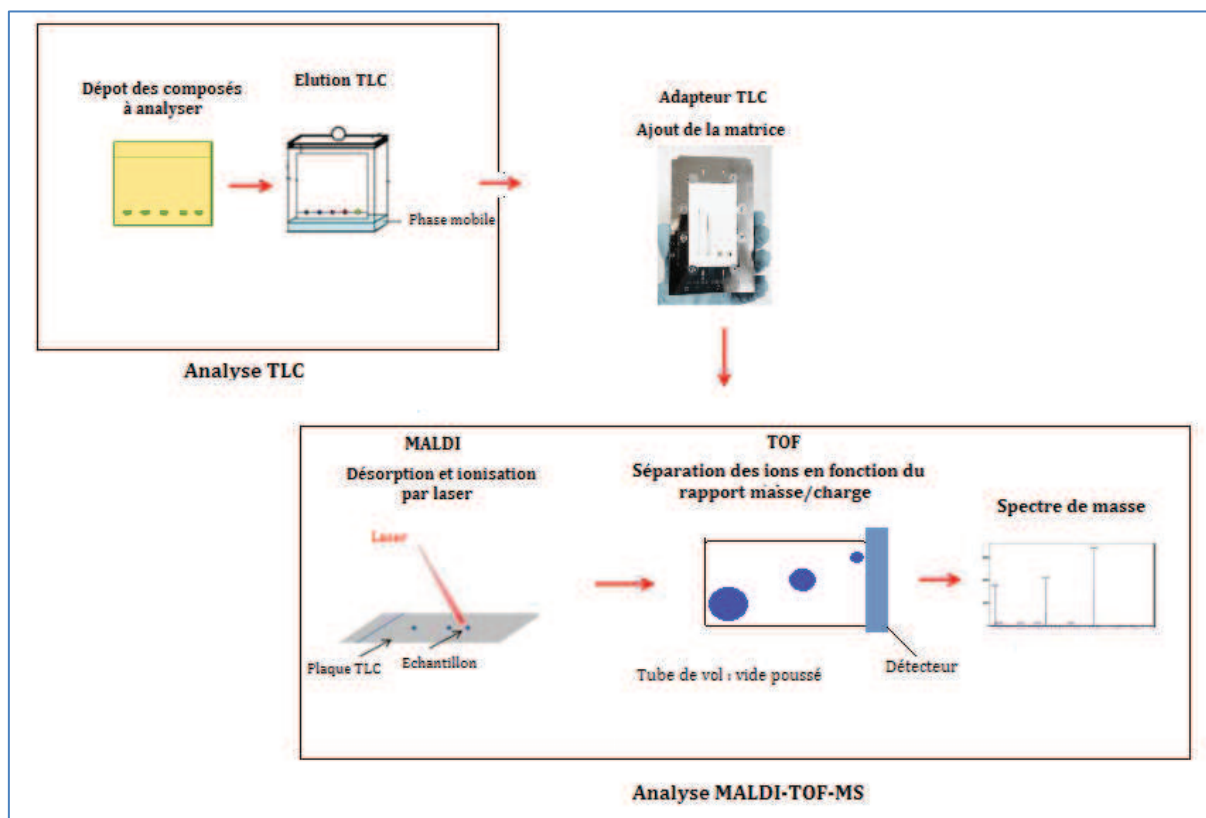 Dépot des composés
à analyser
Elution TLC
Phase mobile
Analyse TLC
Adapteur TLC
Ajout de la matrice
MALDI
Désorption et ionisation
par laser
Laser
Plaque TLC
Echantillon
TOF
Séparation des ions en fonction du
rapport masse/charge
Tube de vol : vide poussé
Détecteur
Spectre de masse
Analyse MALDI-TOF-MS